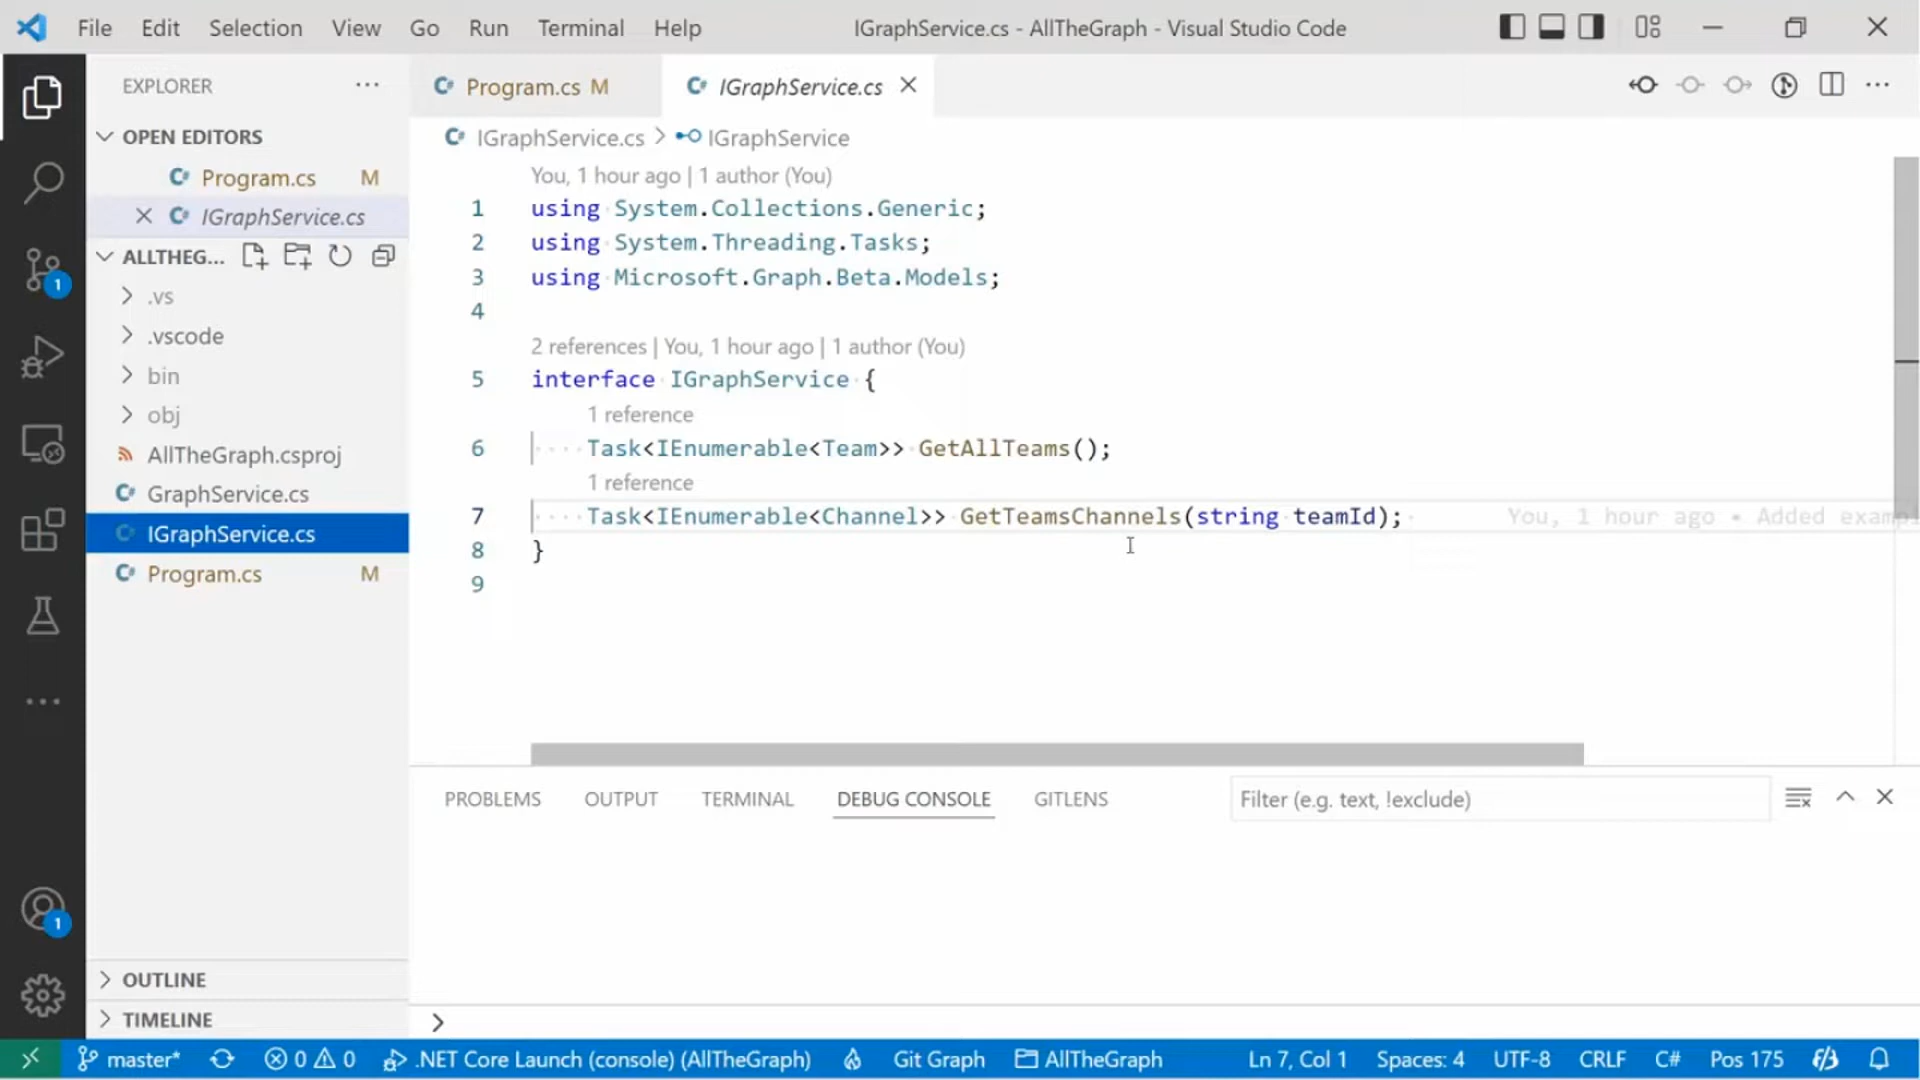 File Edit Selection View Go Run Terminal Help IGraphService.cs - AllTheGraph - Visual Studio Code
EXPLORER
OPEN EDITORS
Program.cs M
IGraphService.cs
ALLTHEG...
.vs
.vscode
bin
obj
AllTheGraph.csproj
GraphService.cs
IGraphService.cs
Program.cs M
OUTLINE
TIMELINE
1
1
Program.cs M IGraphService.cs
IGraphService.cs > IGraphService
You, 1 hour ago | 1 author (You)
1 using System.Collections.Generic;
2 using System.Threading.Tasks;
3 using Microsoft.Graph.Beta.Models;
4
2 references | You, 1 hour ago | 1 author (You)
5 interface IGraphService {
1 reference
6 Task<IEnumerable<Team>> GetAllTeams();
1 reference
7 Task<IEnumerable<Channel>> GetTeamsChannels(string teamId); You, 1 hour ago • Added exampl
8 }
9
PROBLEMS OUTPUT TERMINAL DEBUG CONSOLE GITLENS Filter (e.g. text, !exclude)
>
master* 0 0 .NET Core Launch (console) (AllTheGraph) Git Graph AllTheGraph Ln 7, Col 1 Spaces: 4 UTF-8 CRLF C# Pos 175